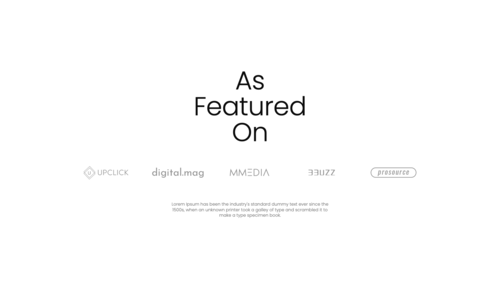 As
Featured
On
UPCLICK
digital.mag
MMEDIA
BBUZZ
prosource
Lorem Ipsum has been the industry's standard dummy text ever since the
1500s, when an unknown printer took a galley of type and scrambled it to
make a type specimen book.